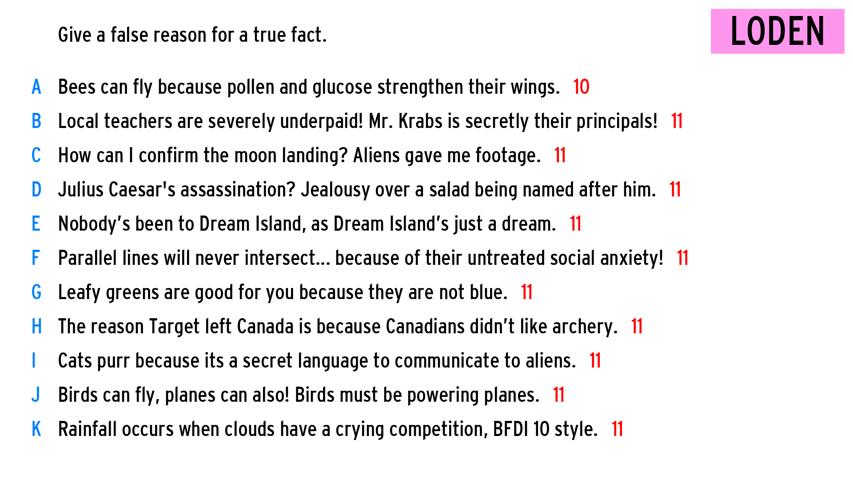 Give a false reason for a true fact.
LODEN
A Bees can fly because pollen and glucose strengthen their wings. 10
B Local teachers are severely underpaid! Mr. Krabs is secretly their principals! 11
C How can I confirm the moon landing? Aliens gave me footage. 11
D Julius Caesar's assassination? Jealousy over a salad being named after him. 11
E Nobody’s been to Dream Island, as Dream Island’s just a dream. 11
F Parallel lines will never intersect... because of their untreated social anxiety! 11
G Leafy greens are good for you because they are not blue. 11
H The reason Target left Canada is because Canadians didn’t like archery. 11
I Cats purr because its a secret language to communicate to aliens. 11
J Birds can fly, planes can also! Birds must be powering planes. 11
K Rainfall occurs when clouds have a crying competition, BFDI 10 style. 11